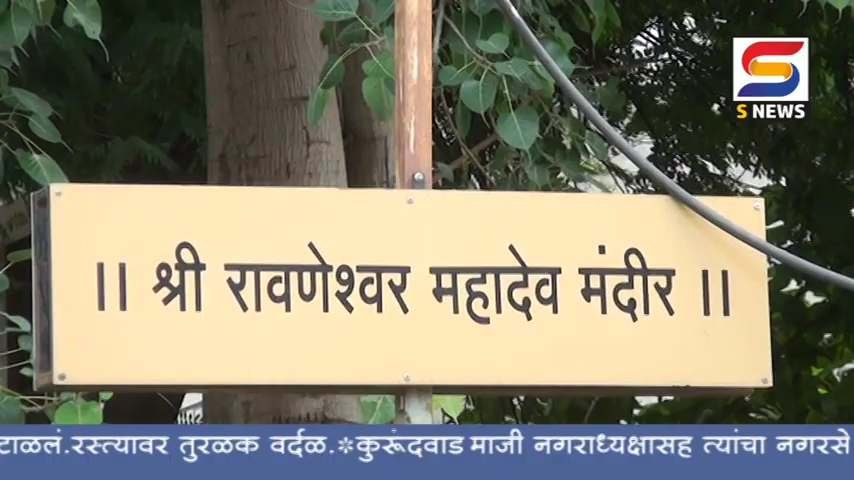 S NEWS
।। श्री रावणेश्वर महादेव मंदीर ।।
टाळलं.रस्त्यावर तुरळक वर्दळ.*कुरूंदवाड माजी नगराध्यक्षासह त्यांचा नगरसे